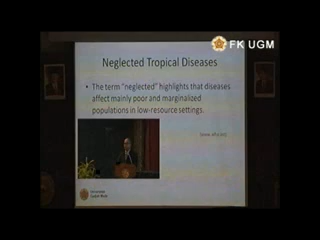 FK UGM
Neglected Tropical Diseases
• The term "neglected" highlights that diseases
affect mainly poor and marginalized
populations in low-resource settings.